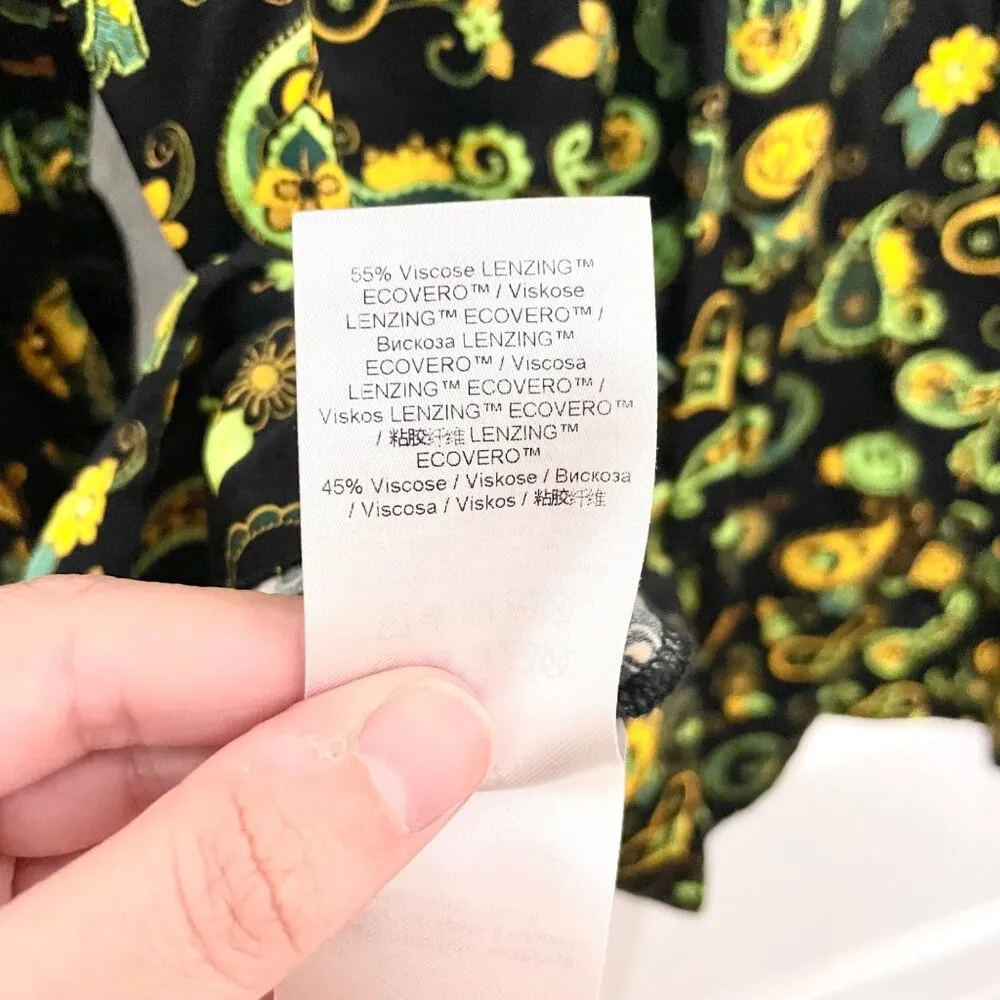 55% Viscose LENZING™
ECOVERO™ / Viskose
LENZING™ ECOVERO™ /
Вискоза LENZING™
ECOVERO™ / Viscosa
LENZING™ ECOVERO™ /
Viskos LENZING™ ECOVERO™
/ 粘胶纤维 LENZING™
ECOVERO™
45% Viscose / Viskose / Вискоза
/ Viscosa / Viskos / 粘胶纤维